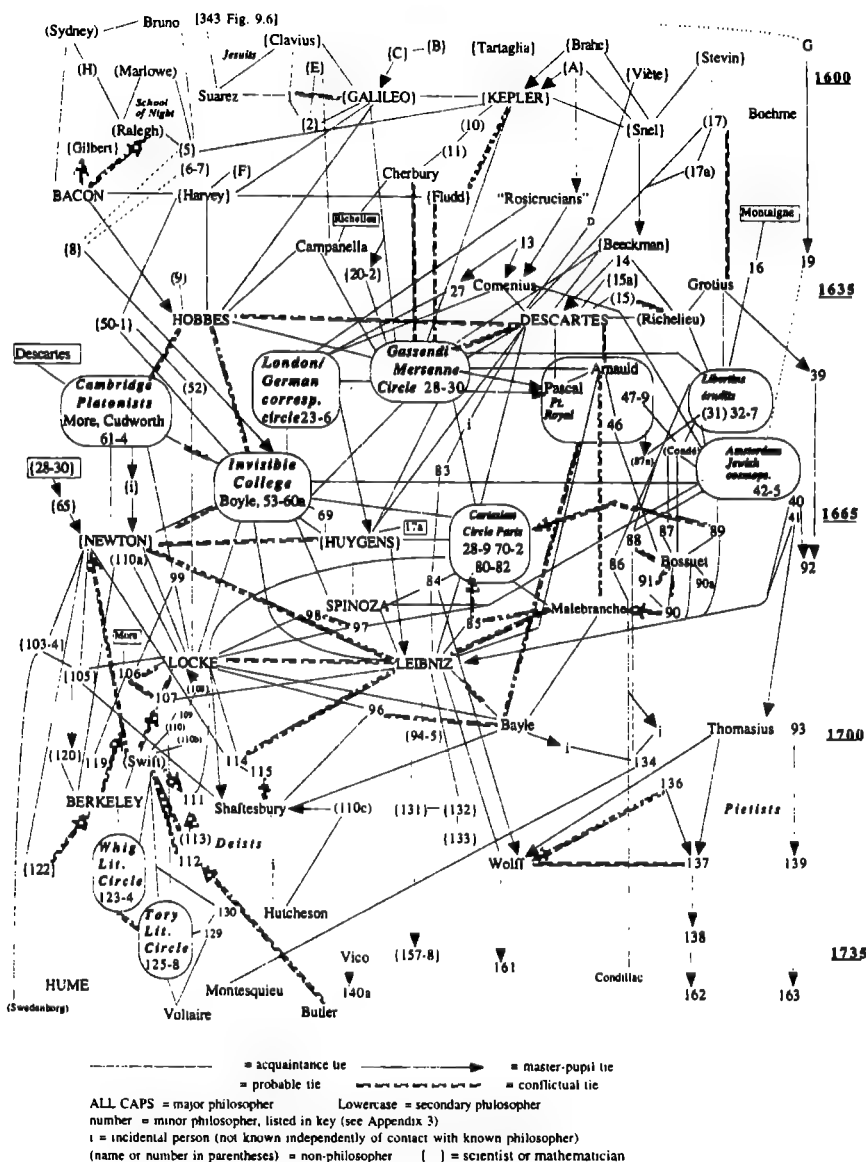 (Sydney) Bruno [343 Fig. 9.6]
Jesuits {Clavius} {C} {B} {Tartaglia} {Brahe} {Stevin} G
(H) (Marlowe) {E} {A} {Viète} 1600
Suarez {GALILEO} {KEPLER}
School of Night
(Ralegh) {2} (10) {Snel} (17) Boehme
{Gilbert} {5} (11)
(6-7) {F} Cherbury (17a)
BACON {Harvey} {Fludd} "Rosicrucians"
Richelieu D Montaigne
{8} Campanella {20-2} 13 {Beeckman} 16 19
14
(9) 27 Comenius {15a} Grotius
(15) 1635
{50-1} HOBBES DESCARTES (Richelieu)
Descartes London/ German corresp. circle 23-6
Gassendi Mersenne Circle 28-30
Arnauld
Pascal Pt. Royal
47-9
46
Libertins érudits (31) 32-7
39
Cambridge Platonists More, Cudworth 61-4
(52)
i
(87a) (Condé)
Amsterdam Jewish cosmops. 42-5
{28-30} {i} Invisible College Boyle, 53-60a
83
{65} 69 17a Cartesian Circle Paris 28-9 70-2 80-82
40
41 1665
{NEWTON} {HUYGENS} 88 87 89
(110a) Bossuet 92
99 84 86 91 90a
SPINOZA 98 97 85 Malebranche 90
{103-4} More
{105} 106 LOCKE LEIBNIZ
107 (108)
109 96 (94-5) Bayle i i Thomasius 93 1700
(110)
(110b)
{120} 119 (Swift) 114 115 134
BERKELEY 111 Shaftesbury (110c) {131} {132} 136 Pietists
(113) Deists {133}
{122} 112 Wolff 137 139
Whig Lit. Circle 123-4
130 Hutcheson
129 138
Tory Lit. Circle 125-8
Vico {157-8} 161 1735
HUME Montesquieu 140a Condillac 162 163
(Swedenborg) Voltaire Butler
= acquaintance tie = master-pupil tie
= probable tie = conflictual tie
ALL CAPS = major philosopher Lowercase = secondary philosopher
number = minor philosopher, listed in key (see Appendix 3)
i = incidental person (not known independently of contact with known philosopher)
(name or number in parentheses) = non-philosopher { } = scientist or mathematician